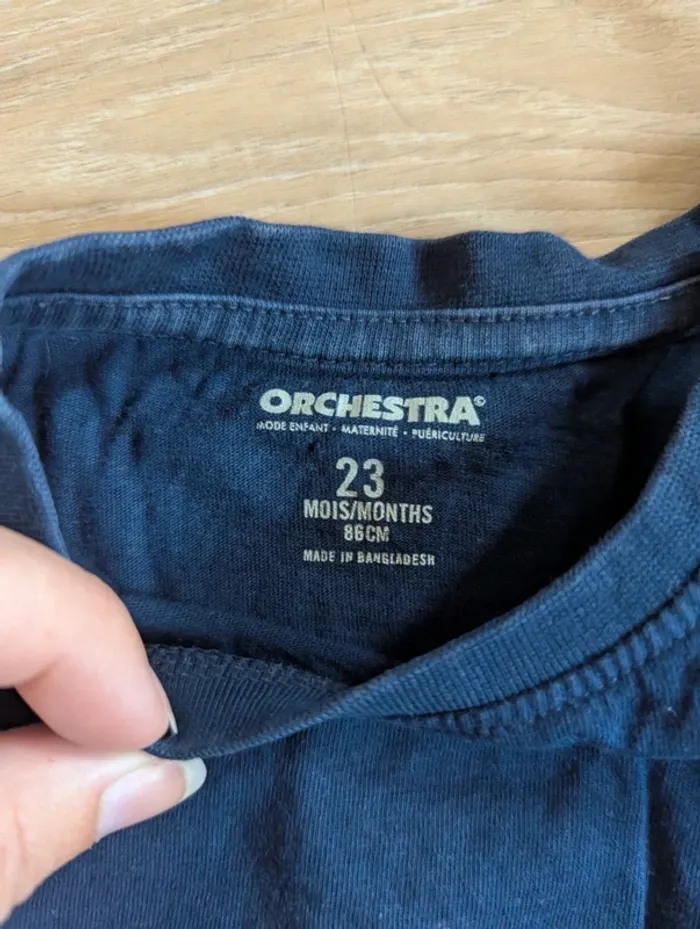 ORCHESTRA©
MODE ENFANT • MATERNITÉ • PUÉRICULTURE
23
MOIS/MONTHS
86CM
MADE IN BANGLADESH